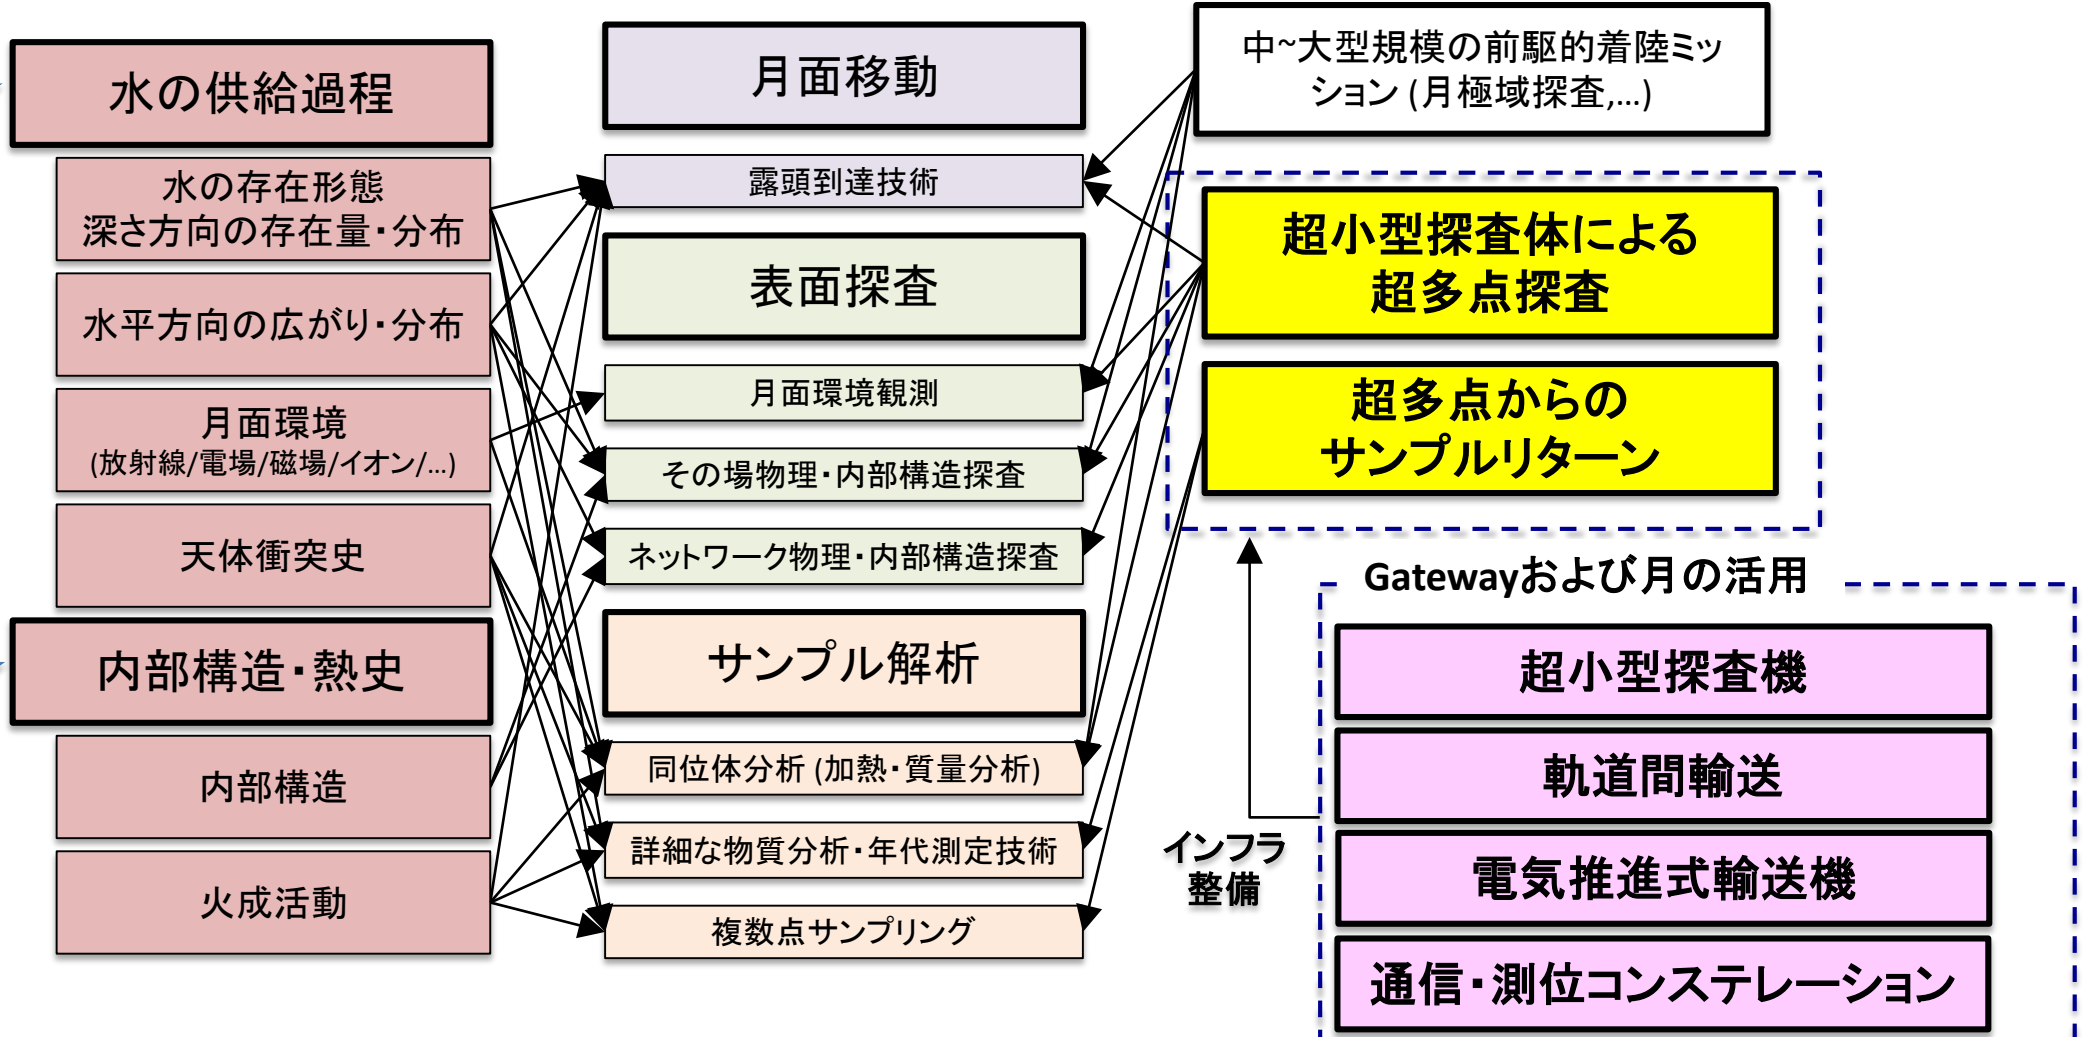 水の供給過程
水の存在形態
深さ方向の存在量・分布
水平方向の広がり・分布
月面環境
(放射線/電場/磁場/イオン/...)
天体衝突史
内部構造・熱史
内部構造
火成活動
月面移動
露頭到達技術
表面探査
月面環境観測
その場物理・内部構造探査
ネットワーク物理・内部構造探査
サンプル解析
同位体分析 (加熱・質量分析)
詳細な物質分析・年代測定技術
複数点サンプリング
中~大型規模の前駆的着陸ミッ
ション (月極域探査,...)
超小型探査体による
超多点探査
超多点からの
サンプルリターン
インフラ
整備
Gatewayおよび月の活用
超小型探査機
軌道間輸送
電気推進式輸送機
通信・測位コンステレーション